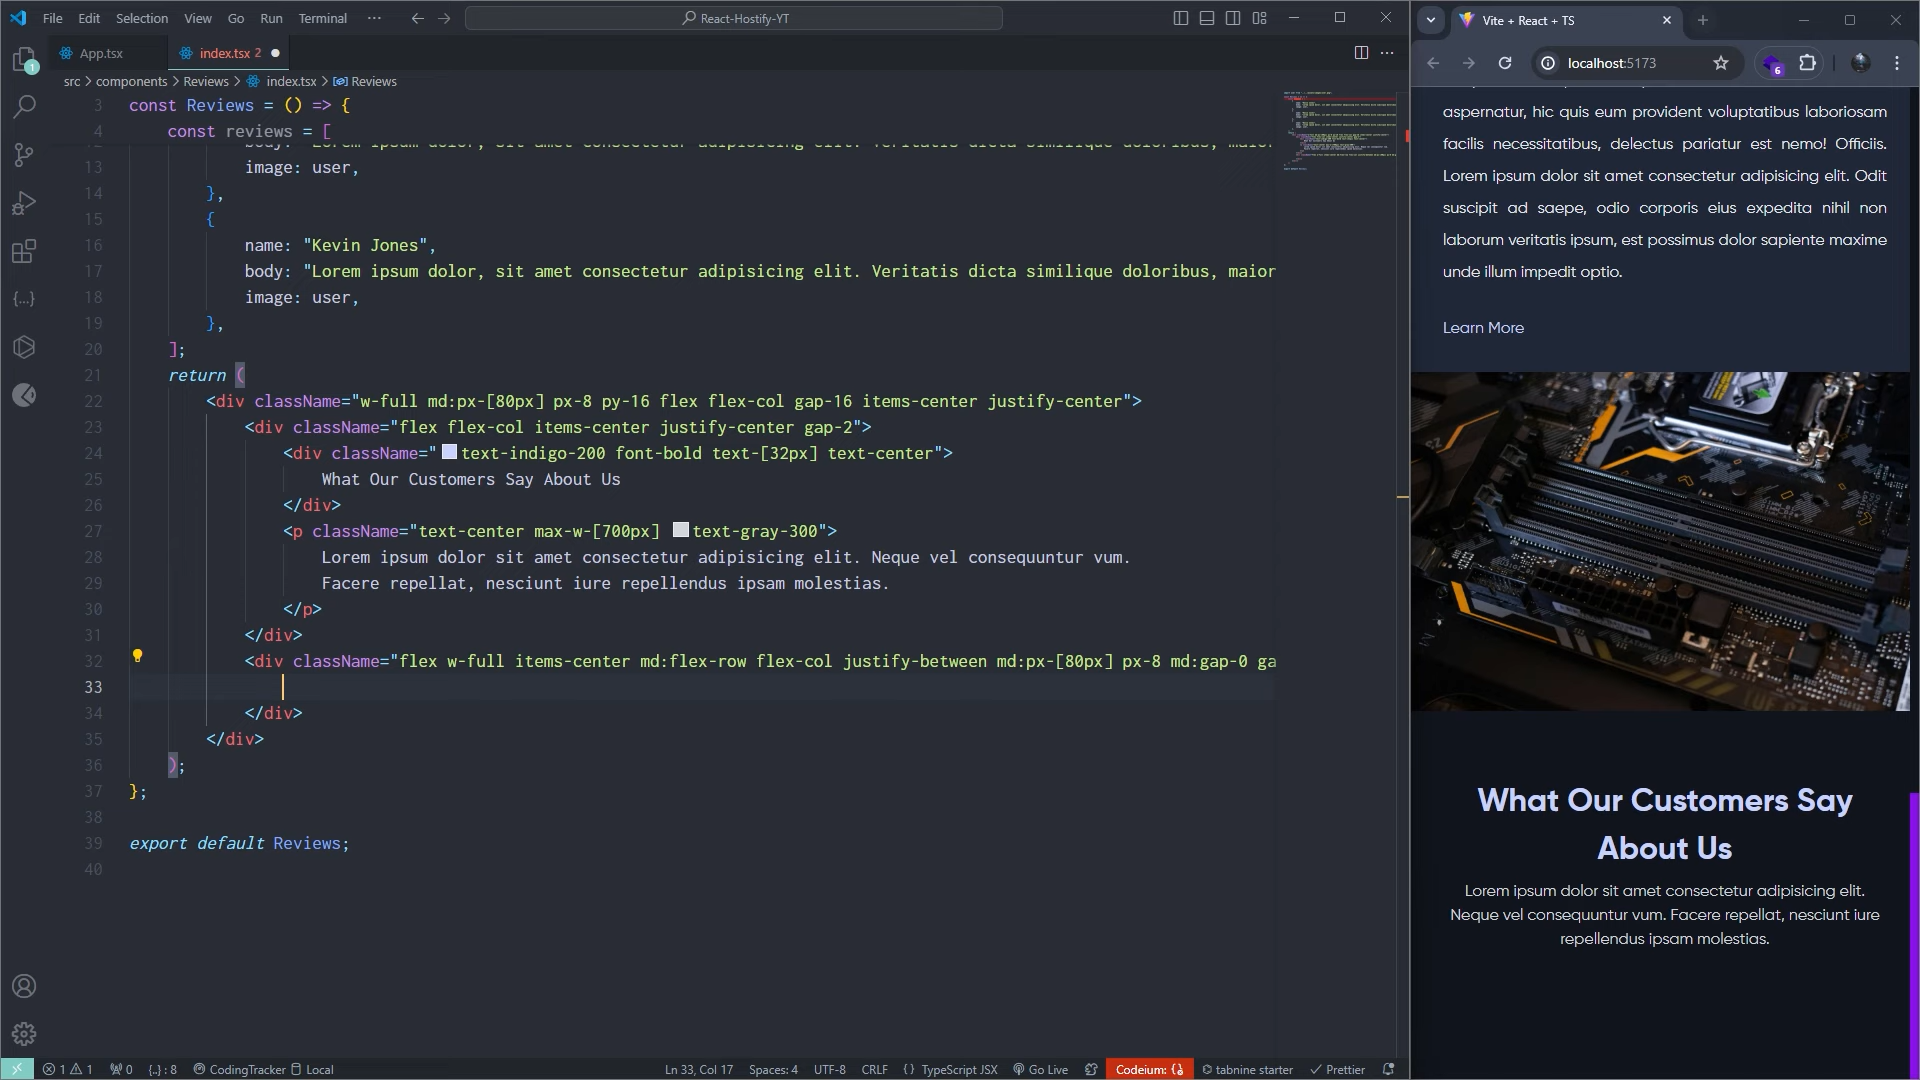 File Edit Selection View Go Run Terminal ··· React-Hostify-YT
App.tsx index.tsx 2
src > components > Reviews > index.tsx > Reviews
3 const Reviews = () => {
4 const reviews = [
13 image: user,
14 },
15 {
16 name: "Kevin Jones",
17 body: "Lorem ipsum dolor, sit amet consectetur adipisicing elit. Veritatis dicta similique doloribus, maior
18 image: user,
19 },
20 ];
21 return (
22 <div className="w-full md:px-[80px] px-8 py-16 flex flex-col gap-16 items-center justify-center">
23 <div className="flex flex-col items-center justify-center gap-2">
24 <div className="text-indigo-200 font-bold text-[32px] text-center">
25 What Our Customers Say About Us
26 </div>
27 <p className="text-center max-w-[700px] text-gray-300">
28 Lorem ipsum dolor sit amet consectetur adipisicing elit. Neque vel consequuntur vum.
29 Facere repellat, nesciunt iure repellendus ipsam molestias.
30 </p>
31 </div>
32 <div className="flex w-full items-center md:flex-row flex-col justify-between md:px-[80px] px-8 md:gap-0 ga
33
34 </div>
35 </div>
36 );
37 };
38
39 export default Reviews;
40
1
1 1 0 {..} : 8 CodingTracker Local Ln 33, Col 17 Spaces: 4 UTF-8 CRLF {} TypeScript JSX Go Live Codeium: {} tabnine starter Prettier
Vite + React + TS
localhost:5173
6
aspernatur, hic quis eum provident voluptatibus laboriosam
facilis necessitatibus, delectus pariatur est nemo! Officiis.
Lorem ipsum dolor sit amet consectetur adipisicing elit. Odit
suscipit ad saepe, odio corporis eius expedita nihil non
laborum veritatis ipsum, est possimus dolor sapiente maxime
unde illum impedit optio.
Learn More
What Our Customers Say
About Us
Lorem ipsum dolor sit amet consectetur adipisicing elit.
Neque vel consequuntur vum. Facere repellat, nesciunt iure
repellendus ipsam molestias.